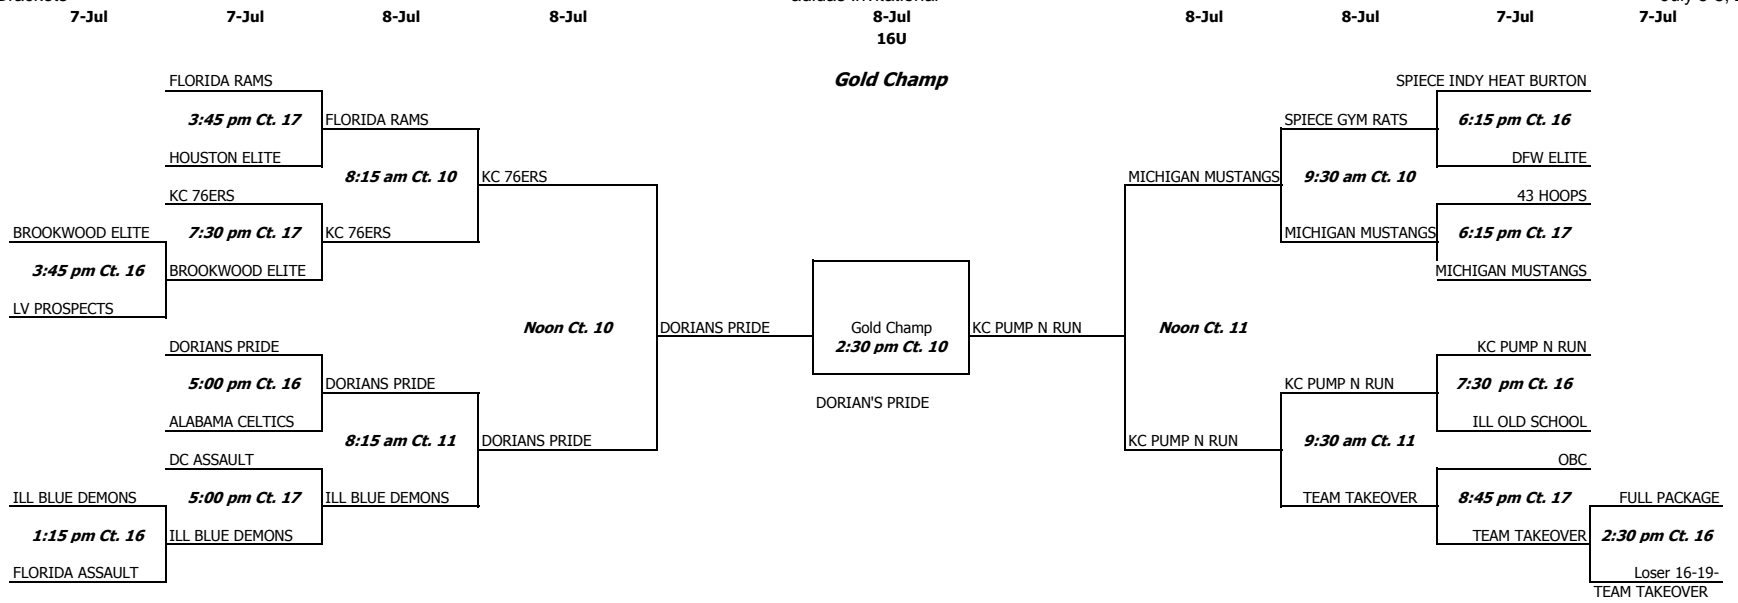 7-Jul 7-Jul 8-Jul 8-Jul 8-Jul 8-Jul 8-Jul 7-Jul 7-Jul
16U
FLORIDA RAMS Gold Champ SPIECE INDY HEAT BURTON
3:45 pm Ct. 17 FLORIDA RAMS SPIECE GYM RATS 6:15 pm Ct. 16
HOUSTON ELITE DFW ELITE
8:15 am Ct. 10 KC 76ERS MICHIGAN MUSTANGS 9:30 am Ct. 10
KC 76ERS 43 HOOPS
BROOKWOOD ELITE 7:30 pm Ct. 17 KC 76ERS MICHIGAN MUSTANGS 6:15 pm Ct. 17
3:45 pm Ct. 16 BROOKWOOD ELITE MICHIGAN MUSTANGS
LV PROSPECTS
Noon Ct. 10 DORIANS PRIDE Gold Champ KC PUMP N RUN Noon Ct. 11
DORIANS PRIDE 2:30 pm Ct. 10 KC PUMP N RUN
5:00 pm Ct. 16 DORIANS PRIDE KC PUMP N RUN 7:30 pm Ct. 16
DORIAN'S PRIDE
ALABAMA CELTICS ILL OLD SCHOOL
8:15 am Ct. 11 DORIANS PRIDE KC PUMP N RUN 9:30 am Ct. 11
DC ASSAULT OBC
ILL BLUE DEMONS 5:00 pm Ct. 17 ILL BLUE DEMONS TEAM TAKEOVER 8:45 pm Ct. 17 FULL PACKAGE
1:15 pm Ct. 16 ILL BLUE DEMONS TEAM TAKEOVER 2:30 pm Ct. 16
FLORIDA ASSAULT Loser 16-19-
TEAM TAKEOVER